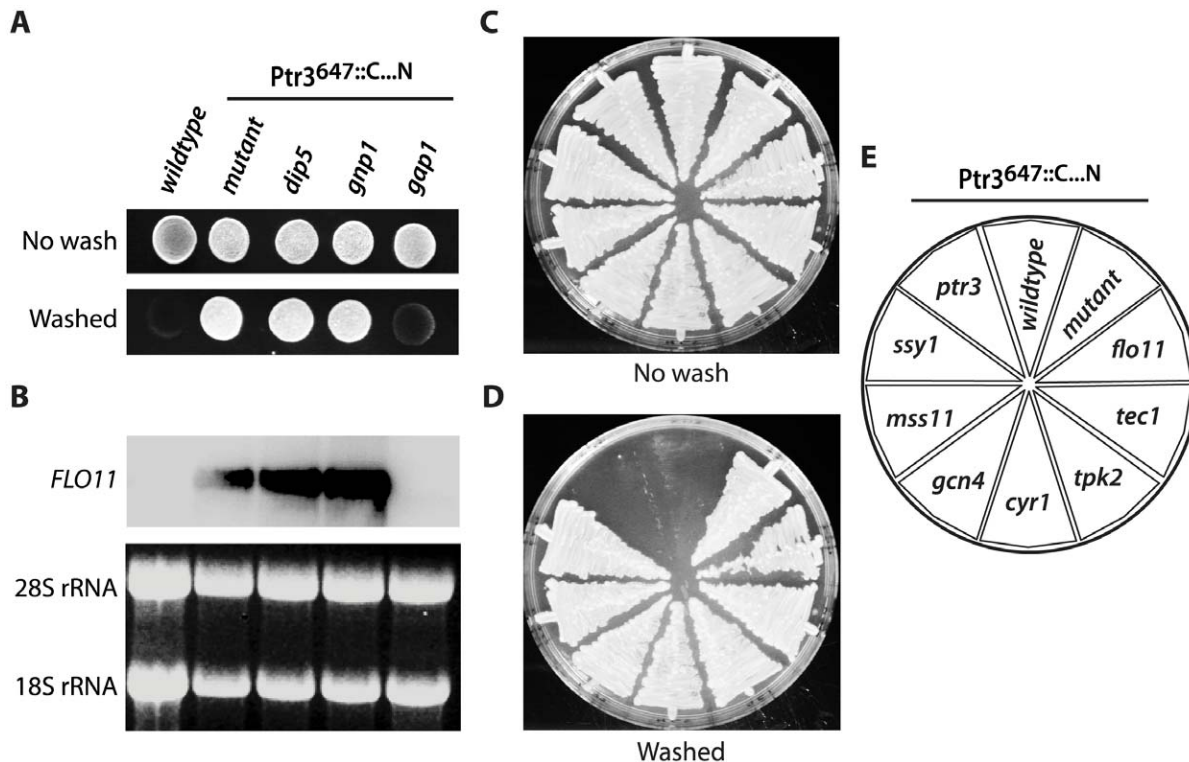 A
Ptr3647::C...N
wildtype
mutant
dip5
gnp1
gap1
No wash
Washed
B
FLO11
28S rRNA
18S rRNA
C
No wash
D
Washed
E
Ptr3647::C...N
wildtype
mutant
flo11
tec1
tpk2
cyr1
gcn4
mss11
ssy1
ptr3